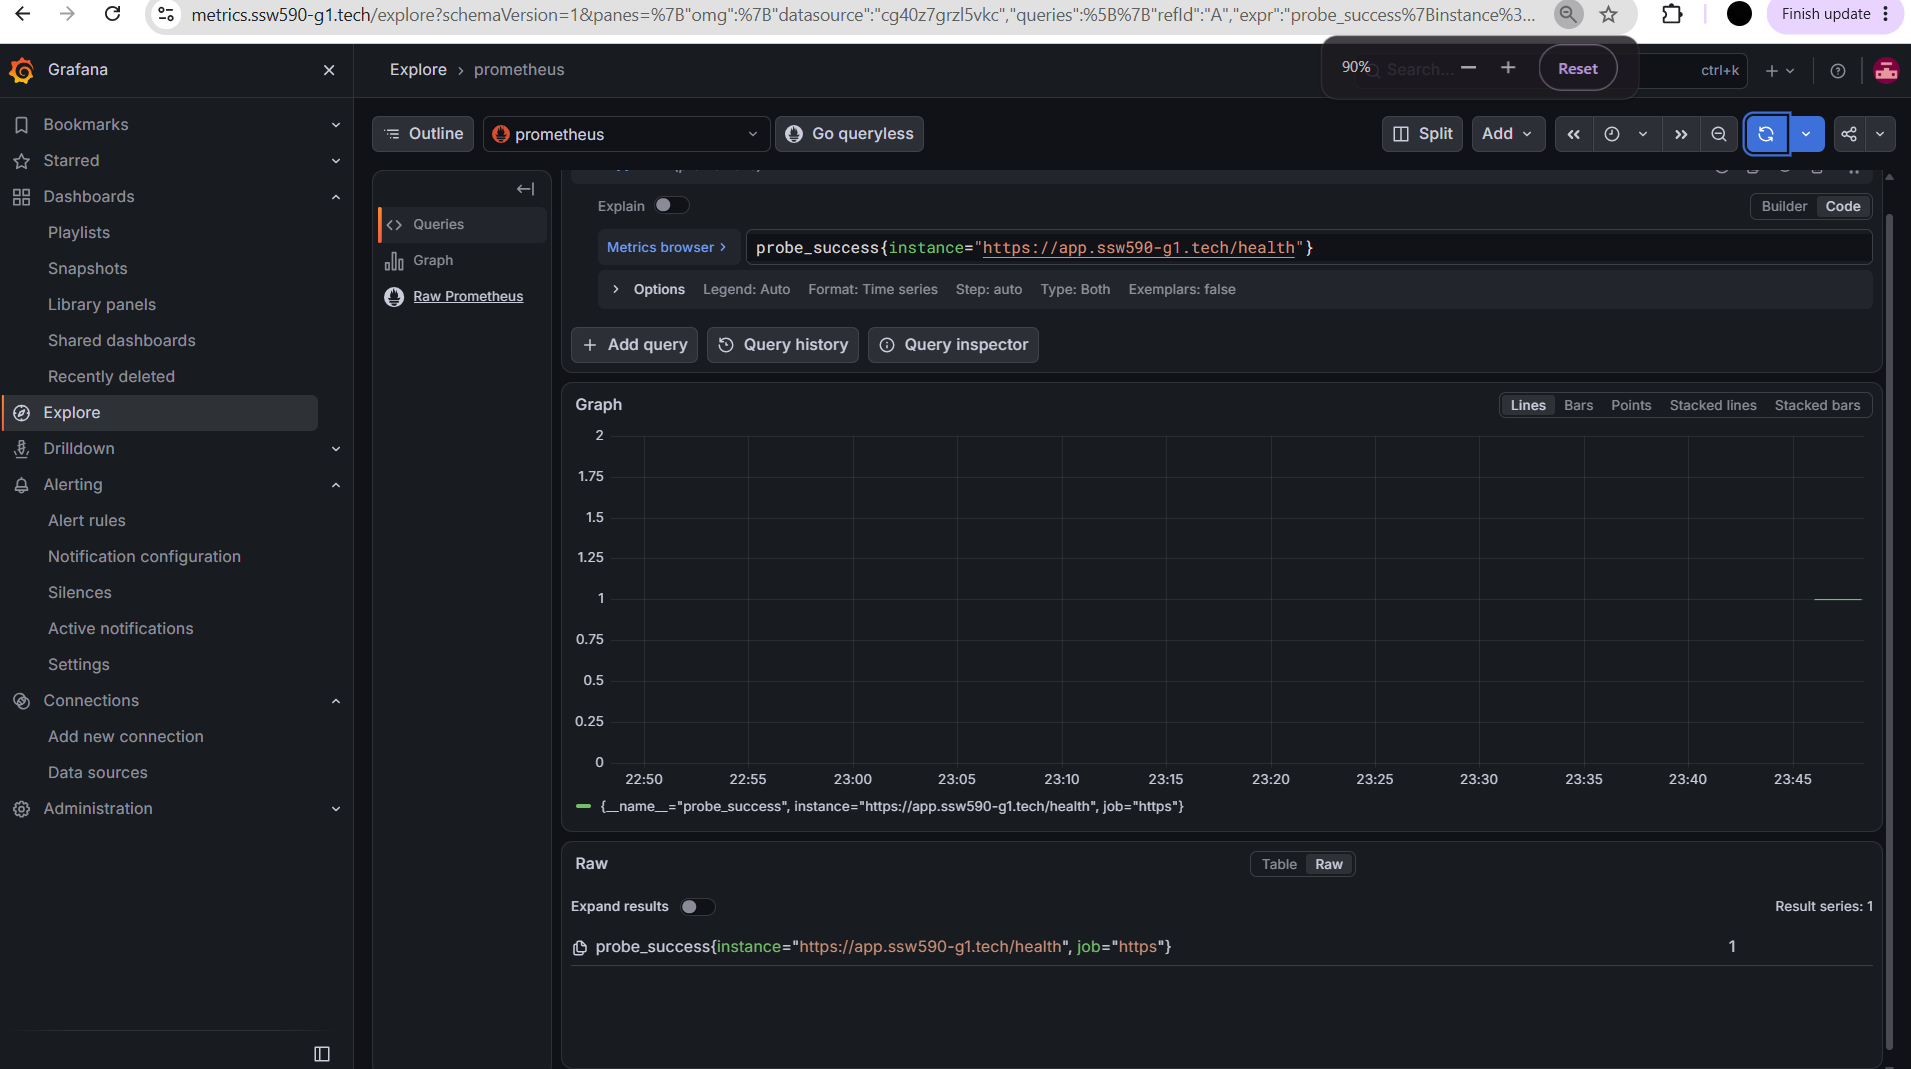 metrics.ssw590-g1.tech/explore?schemaVersion=1&panes=%7B"omg":%7B"datasource":"cg40z7grzl5vkc","queries":%5B%7B"refId":"A","expr":"probe_success%7Binstance%3...
Finish update
Grafana
Explore › prometheus
90%
Search...
Reset
ctrl+k
Bookmarks
Starred
Dashboards
Playlists
Snapshots
Library panels
Shared dashboards
Recently deleted
Explore
Drilldown
Alerting
Alert rules
Notification configuration
Silences
Active notifications
Settings
Connections
Add new connection
Data sources
Administration
Outline
prometheus
Go queryless
Split
Add
Queries
Graph
Raw Prometheus
Explain
Builder Code
Metrics browser
probe_success{instance="https://app.ssw590-g1.tech/health"}
Options Legend: Auto Format: Time series Step: auto Type: Both Exemplars: false
Add query
Query history
Query inspector
Graph
Lines Bars Points Stacked lines Stacked bars
2
1.75
1.5
1.25
1
0.75
0.5
0.25
0
22:50 22:55 23:00 23:05 23:10 23:15 23:20 23:25 23:30 23:35 23:40 23:45
{__name__="probe_success", instance="https://app.ssw590-g1.tech/health", job="https"}
Raw
Table Raw
Expand results
Result series: 1
probe_success{instance="https://app.ssw590-g1.tech/health", job="https"} 1